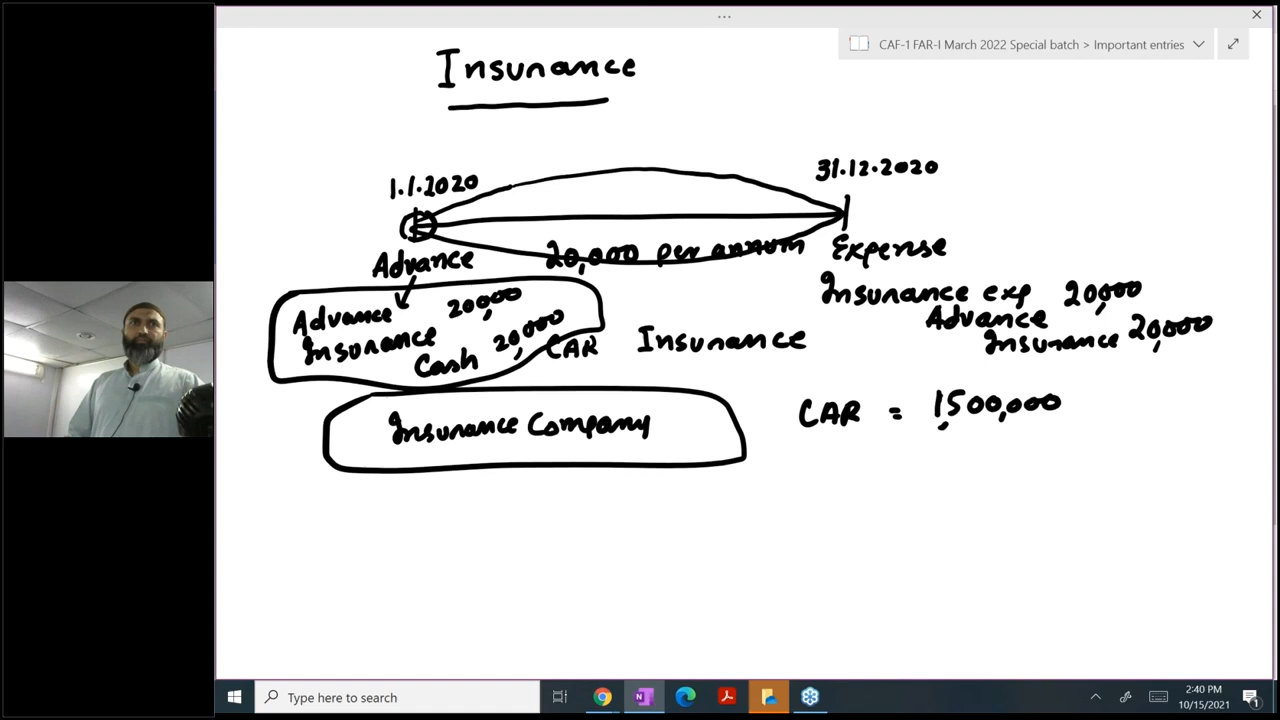 CAF-1 FAR-I March 2022 Special batch > Important entries
Insurance
1.1.2020
31.12.2020
Advance
20,000 per annum
Expense
Advance
Insurance 20,000
Cash 20,000
Insurance exp 20,000
Advance
Insurance 20,000
CAR Insurance
Insurance Company
CAR = 1500,000
Type here to search
2:40 PM
10/15/2021
1